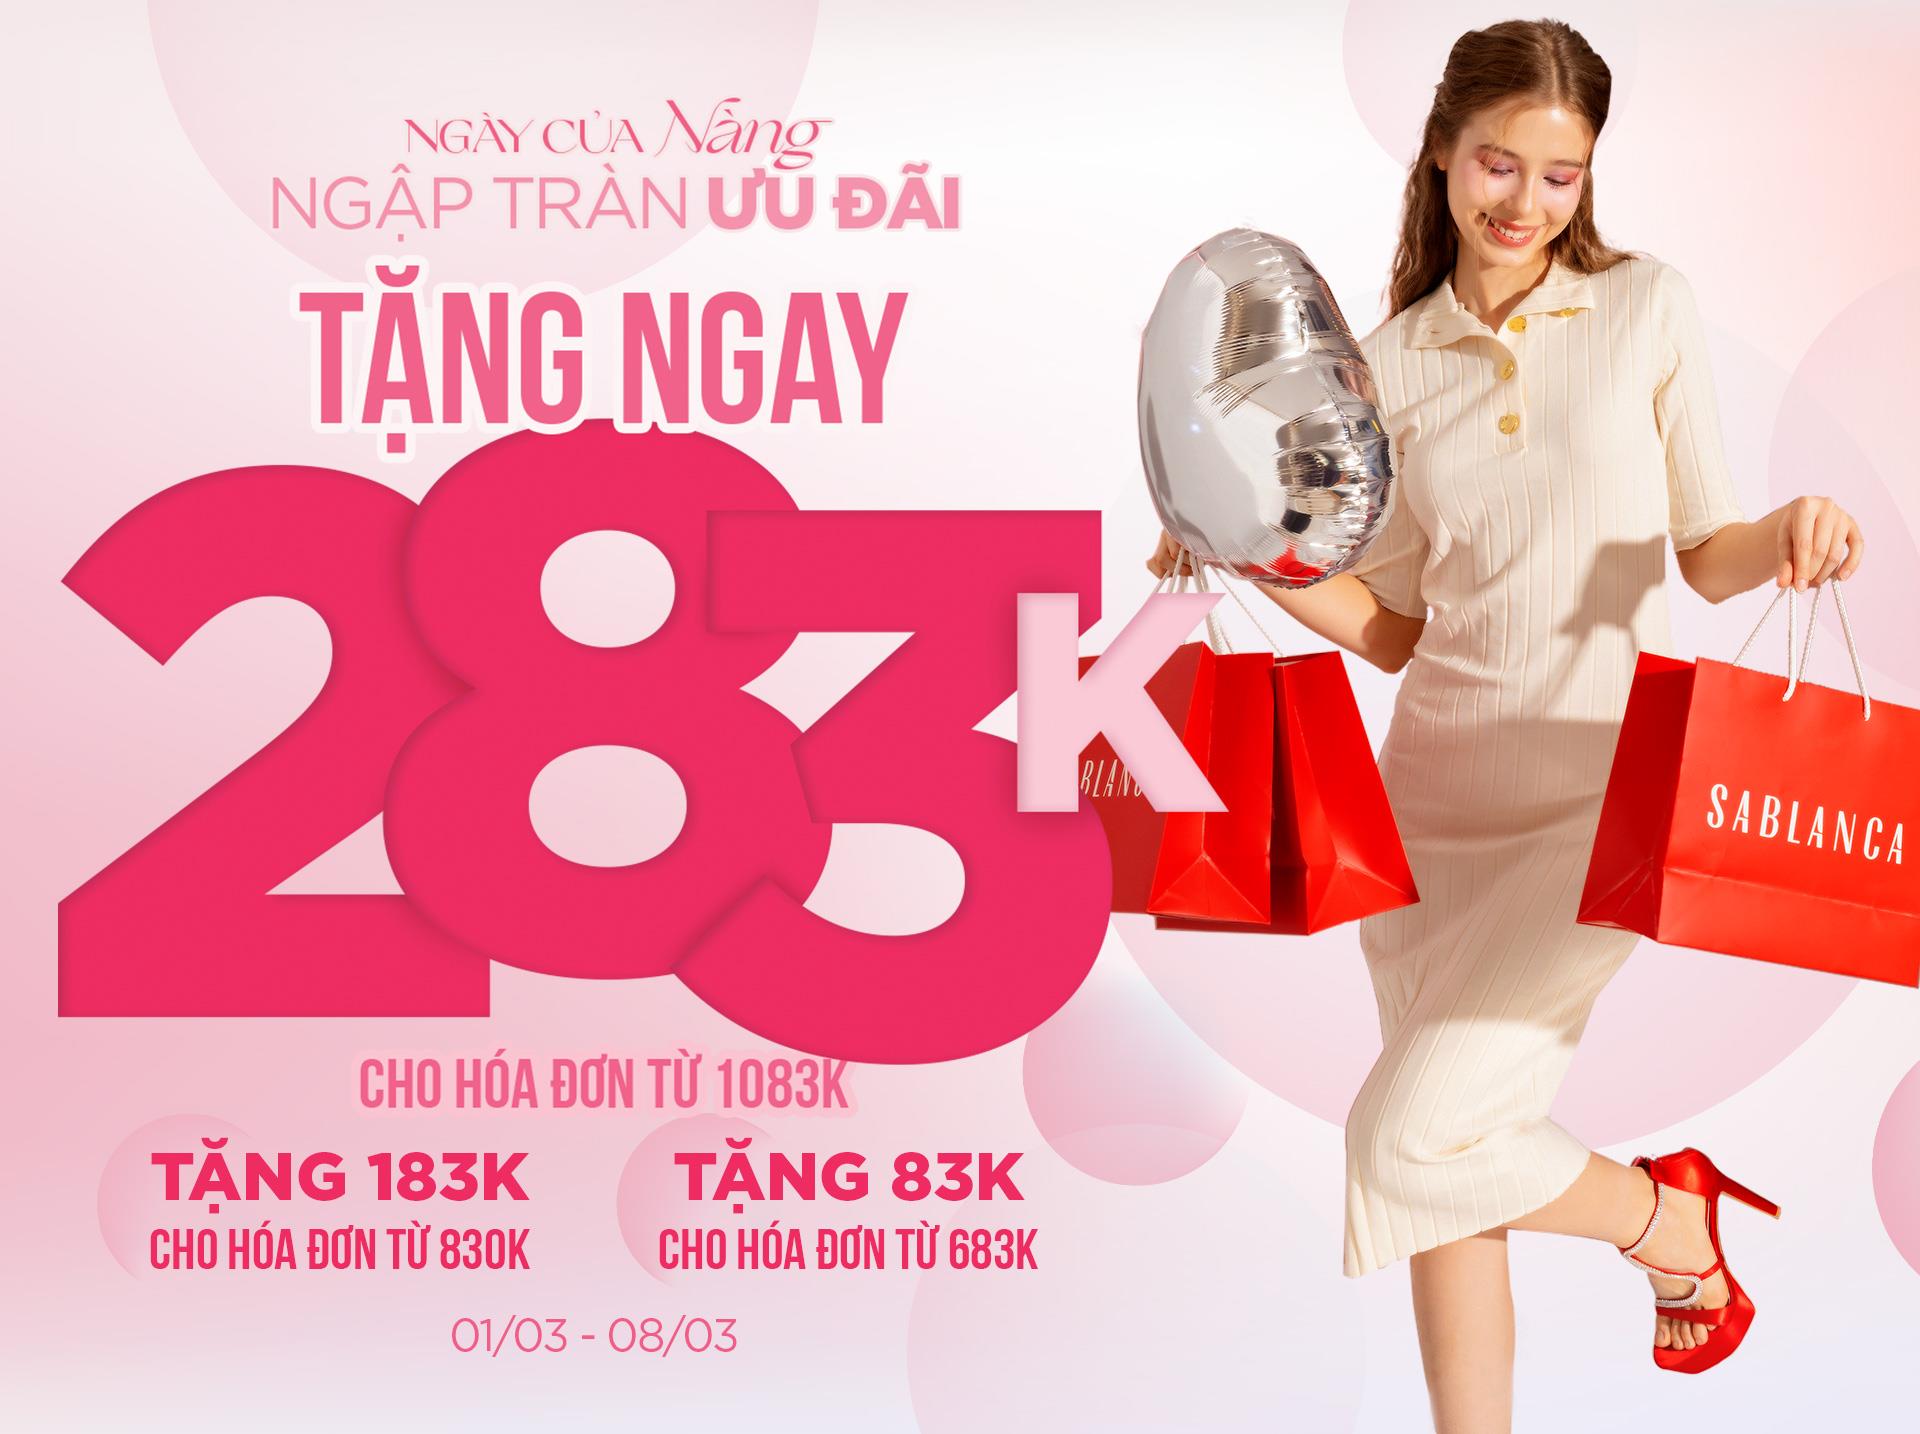 NGÀY CỦA Nàng
NGẬP TRÀN ƯU ĐÃI
TẶNG NGAY
283K
CHO HÓA ĐƠN TỪ 1083K
TẶNG 183K
CHO HÓA ĐƠN TỪ 830K
TẶNG 83K
CHO HÓA ĐƠN TỪ 683K
01/03 - 08/03
BLANC
SABLANCA